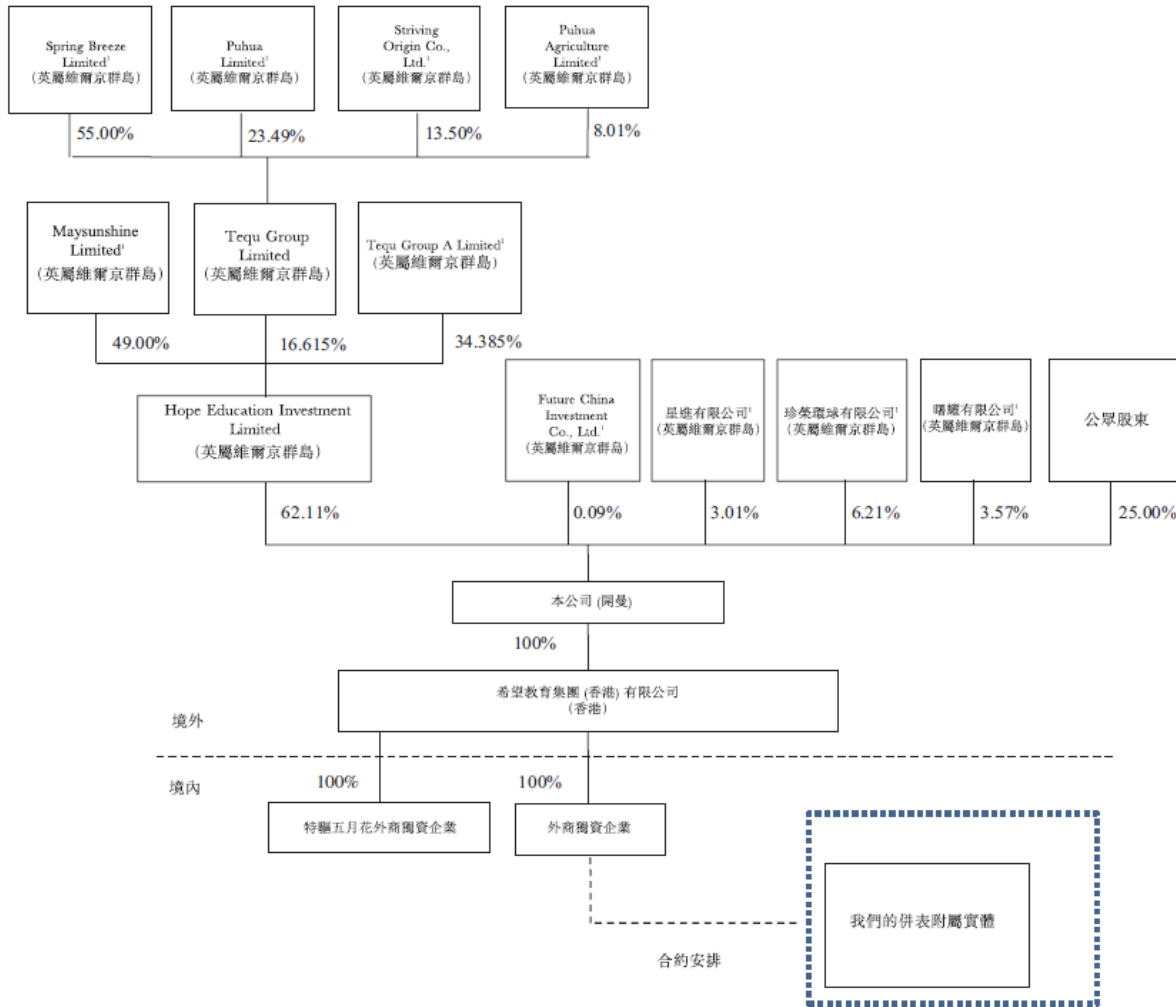 Spring Breeze
Limited¹
(英屬維爾京群島)
Puhua
Limited¹
(英屬維爾京群島)
Striving
Origin Co.,
Ltd.¹
(英屬維爾京群島)
Puhua
Agriculture
Limited¹
(英屬維爾京群島)
55.00%
23.49%
13.50%
8.01%
Maysunshine
Limited¹
(英屬維爾京群島)
Tequ Group
Limited
(英屬維爾京群島)
Tequ Group A Limited¹
(英屬維爾京群島)
49.00%
16.615%
34.385%
Hope Education Investment
Limited
(英屬維爾京群島)
Future China
Investment
Co., Ltd.¹
(英屬維爾京群島)
星進有限公司¹
(英屬維爾京群島)
珍榮環球有限公司¹
(英屬維爾京群島)
曙耀有限公司¹
(英屬維爾京群島)
公眾股東
62.11%
0.09%
3.01%
6.21%
3.57%
25.00%
本公司 (開曼)
100%
希望教育集團 (香港) 有限公司
(香港)
境外
境內
100%
100%
特驅五月花外商獨資企業
外商獨資企業
我們的併表附屬實體
合約安排